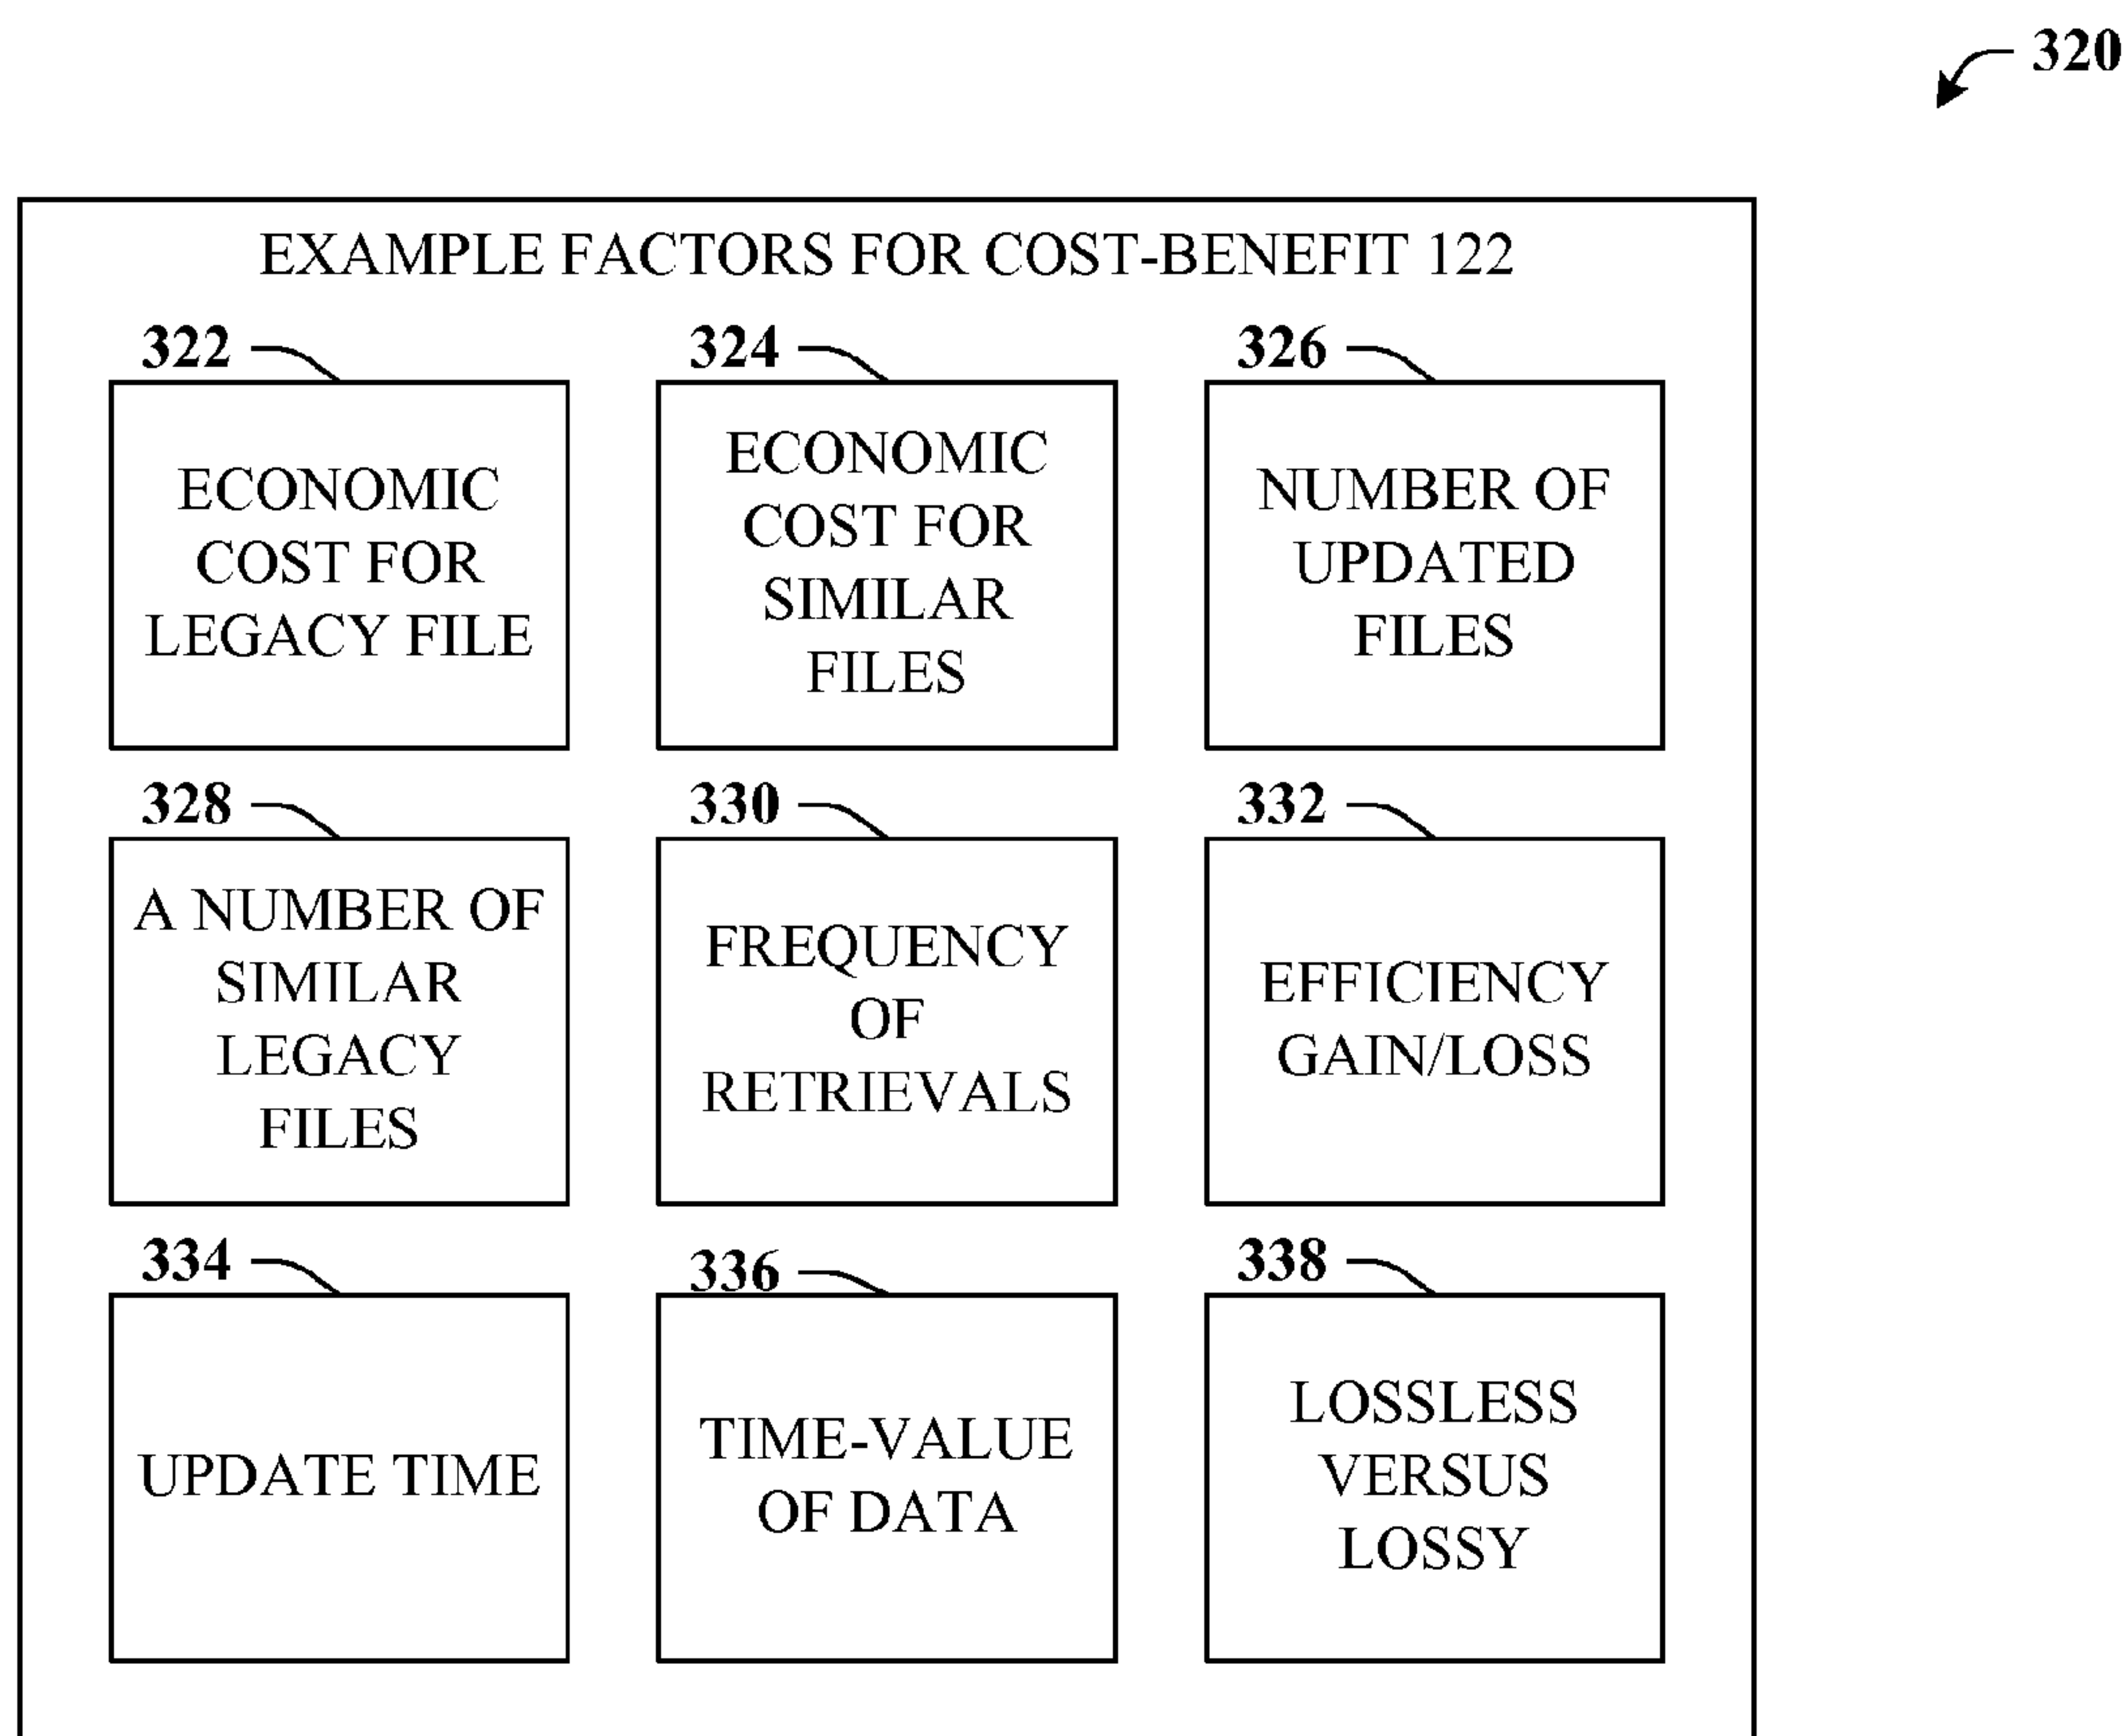 320
EXAMPLE FACTORS FOR COST-BENEFIT 122
322
ECONOMIC
COST FOR
LEGACY FILE
324
ECONOMIC
COST FOR
SIMILAR
FILES
326
NUMBER OF
UPDATED
FILES
328
A NUMBER OF
SIMILAR
LEGACY
FILES
330
FREQUENCY
OF
RETRIEVALS
332
EFFICIENCY
GAIN/LOSS
334
UPDATE TIME
336
TIME-VALUE
OF DATA
338
LOSSLESS
VERSUS
LOSSY